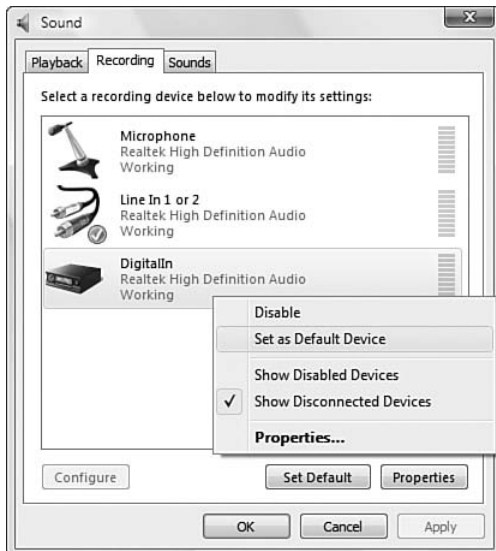 Sound
Playback
Recording
Sounds
Select a recording device below to modify its settings:
Microphone
Realtek High Definition Audio
Working
Line In 1 or 2
Realtek High Definition Audio
Working
DigitalIn
Realtek High Definition Audio
Working
Disable
Set as Default Device
Show Disabled Devices
Show Disconnected Devices
Properties...
Configure
Set Default
Properties
OK
Cancel
Apply